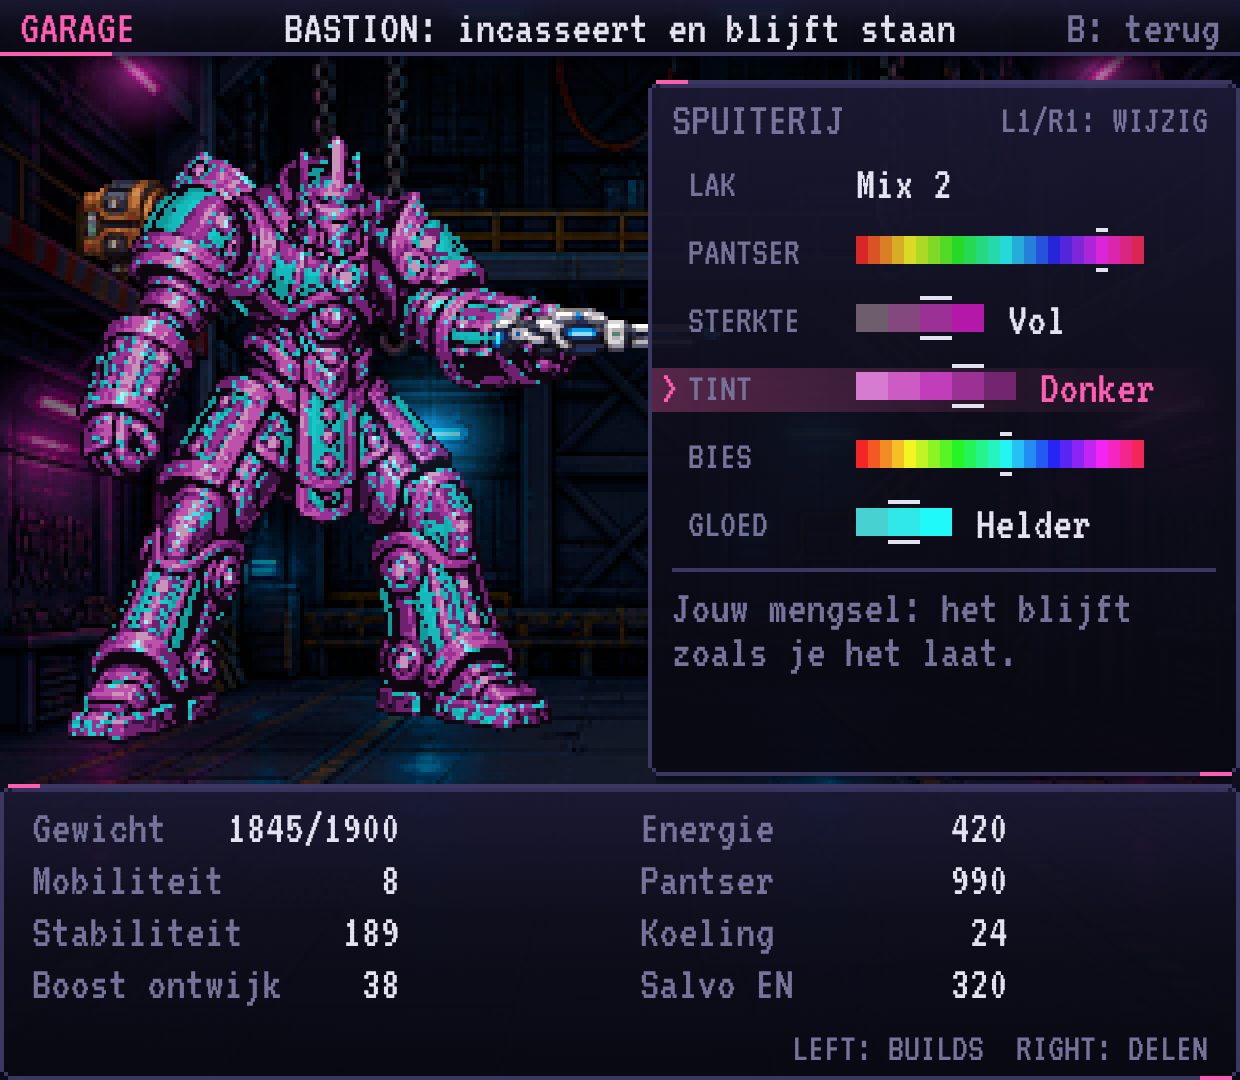 GARAGE BASTION: incasseert en blijft staan B: terug
SPUITERIJ L1/R1: WIJZIG
LAK Mix 2
PANTSER
STERKTE Vol
TINT Donker
BIES
GLOED Helder
Jouw mengsel: het blijft
zoals je het laat.
Gewicht 1845/1900 Energie 420
Mobiliteit 8 Pantser 990
Stabiliteit 189 Koeling 24
Boost ontwijk 38 Salvo EN 320
LEFT: BUILDS RIGHT: DELEN